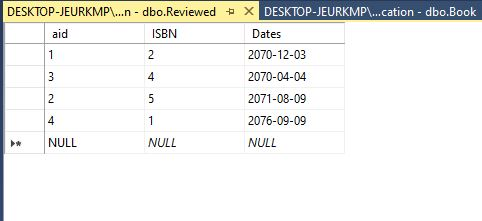 DESKTOP-JEURKMP\...n - dbo.Reviewed DESKTOP-JEURKMP\...cation - dbo.Book
aid ISBN Dates
1 2 2070-12-03
3 4 2070-04-04
2 5 2071-08-09
4 1 2076-09-09
NULL NULL NULL